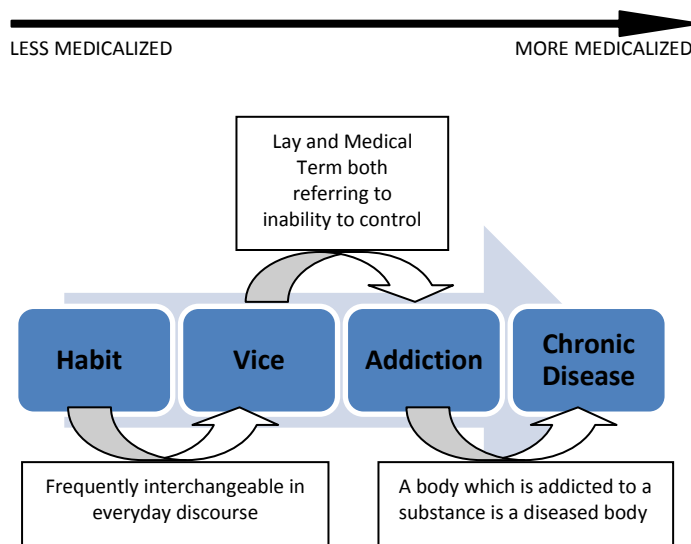 LESS MEDICALIZED
MORE MEDICALIZED
Lay and Medical
Term both
referring to
inability to control
Habit
Vice
Addiction
Chronic
Disease
Frequently interchangeable in
everyday discourse
A body which is addicted to a
substance is a diseased body